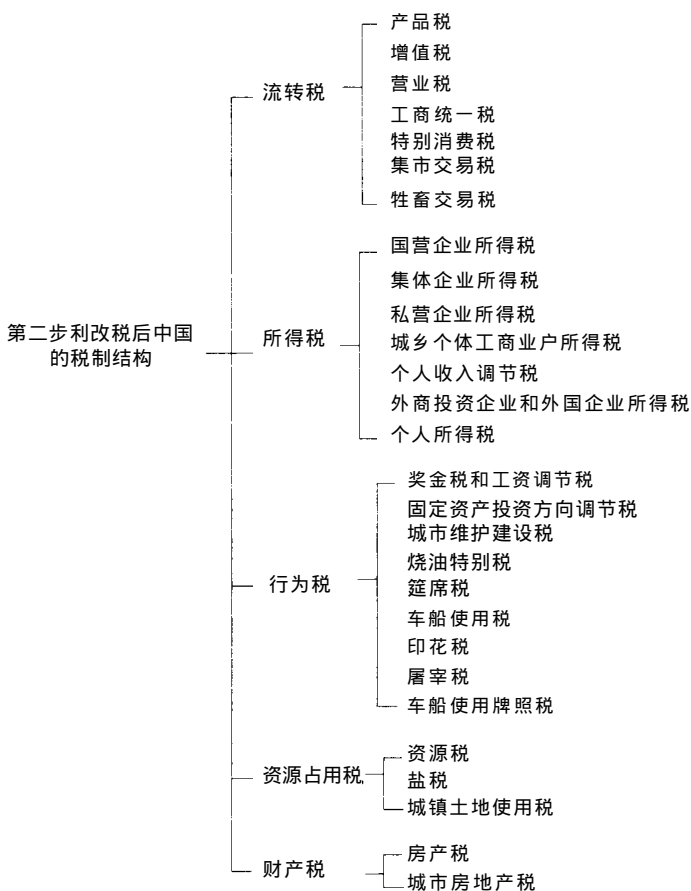 第二步利改税后中国
的税制结构
流转税
产品税
增值税
营业税
工商统一税
特别消费税
集市交易税
牲畜交易税
所得税
国营企业所得税
集体企业所得税
私营企业所得税
城乡个体工商业户所得税
个人收入调节税
外商投资企业和外国企业所得税
个人所得税
行为税
奖金税和工资调节税
固定资产投资方向调节税
城市维护建设税
烧油特别税
筵席税
车船使用税
印花税
屠宰税
车船使用牌照税
资源占用税
资源税
盐税
城镇土地使用税
财产税
房产税
城市房地产税